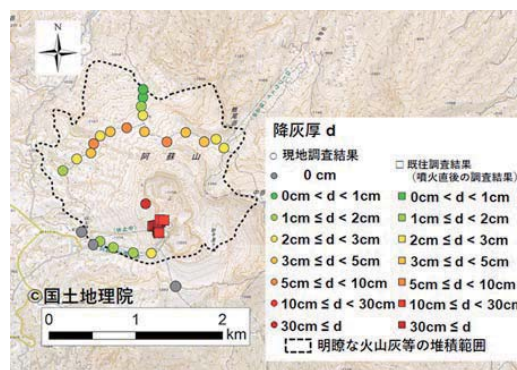 N
阿蘇山
降灰厚 d
○ 現地調査結果
□ 既往調査結果
(噴火直後の調査結果)
0 cm
0cm < d < 1cm
0cm < d < 1cm
1cm ≦ d < 2cm
1cm ≦ d < 2cm
2cm ≦ d < 3cm
2cm ≦ d < 3cm
3cm ≦ d < 5cm
3cm ≦ d < 5cm
5cm ≦ d < 10cm
5cm ≦ d < 10cm
10cm ≦ d < 30cm
10cm ≦ d < 30cm
30cm ≦ d
30cm ≦ d
明瞭な火山灰等の堆積範囲
©国土地理院
0 1 2
km